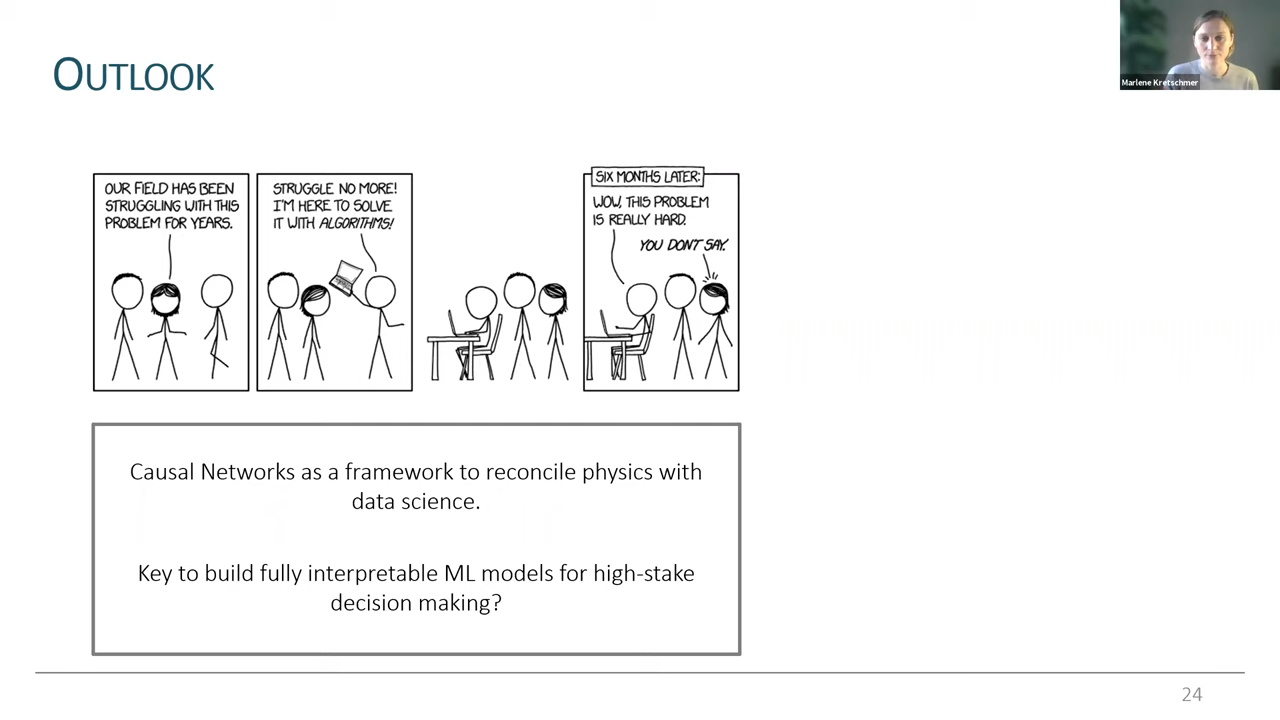 OUTLOOK
Marlene Kretschmer
OUR FIELD HAS BEEN
STRUGGLING WITH THIS
PROBLEM FOR YEARS.
STRUGGLE NO MORE!
I'M HERE TO SOLVE
IT WITH ALGORITHMS!
SIX MONTHS LATER:
WOW, THIS PROBLEM
IS REALLY HARD.
YOU DON'T SAY.
Causal Networks as a framework to reconcile physics with
data science.
Key to build fully interpretable ML models for high-stake
decision making?
24